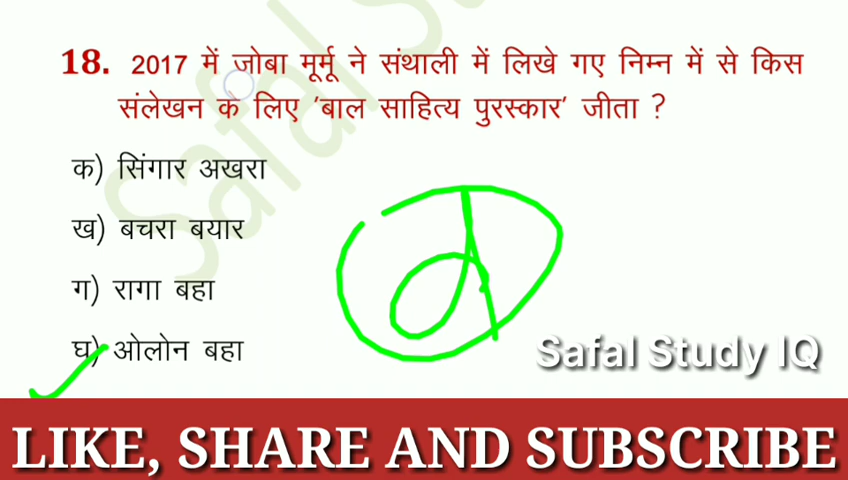 18. 2017 में जोबा मूर्मू ने संथाली में लिखे गए निम्न में से किस
संलेखन के लिए 'बाल साहित्य पुरस्कार' जीता ?
क) सिंगार अखरा
ख) बचरा बयार
ग) रागा बहा
घ) ओलोन बहा
d
Safal Study IQ
LIKE, SHARE AND SUBSCRIBE